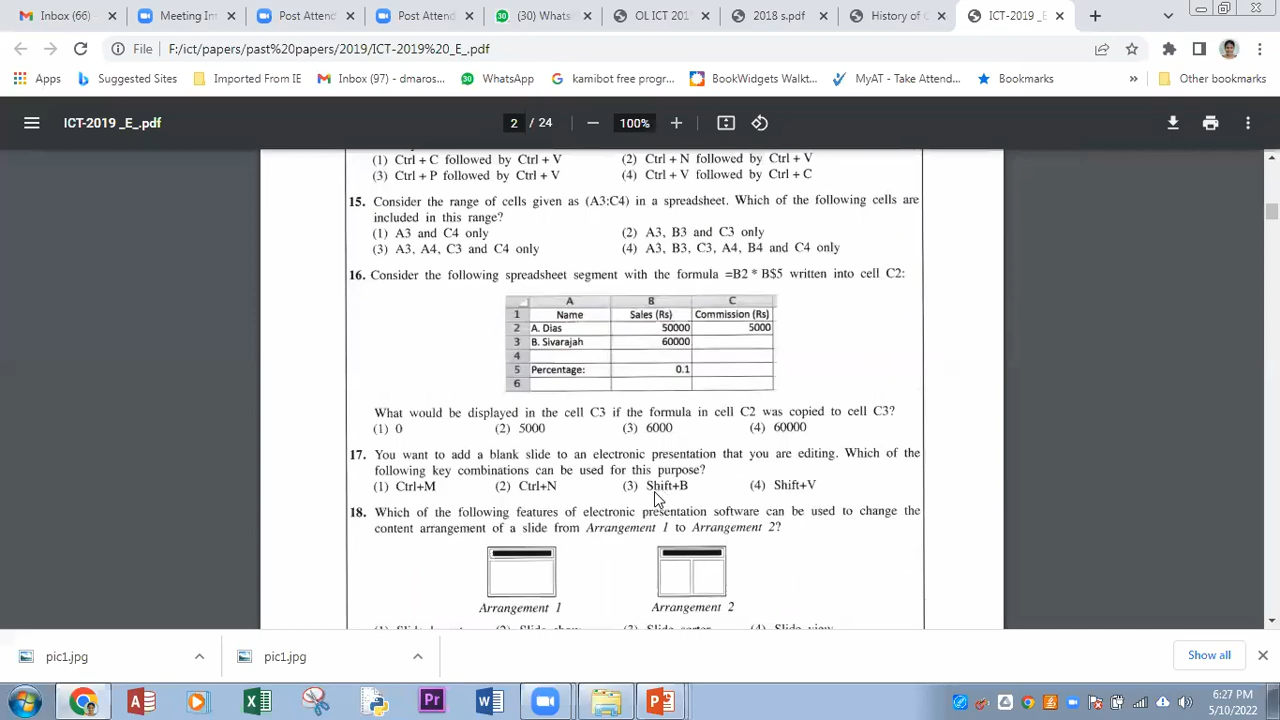 Inbox (66)
Meeting In
Post Attend
Post Attend
(30) Whats
OL ICT 201
2018 s.pdf
History of C
ICT-2019 _E
File
F:/ict/papers/past%20papers/2019/ICT-2019%20_E_.pdf
Apps
Suggested Sites
Imported From IE
Inbox (97) - dmaros...
WhatsApp
kamibot free progr...
BookWidgets Walkt...
MyAT - Take Attend...
Bookmarks
Other bookmarks
ICT-2019 _E_.pdf
2 / 24
100%
(1) Ctrl + C followed by Ctrl + V (2) Ctrl + N followed by Ctrl + V
(3) Ctrl + P followed by Ctrl + V (4) Ctrl + V followed by Ctrl + C
15. Consider the range of cells given as (A3:C4) in a spreadsheet. Which of the following cells are
included in this range?
(1) A3 and C4 only (2) A3, B3 and C3 only
(3) A3, A4, C3 and C4 only (4) A3, B3, C3, A4, B4 and C4 only
16. Consider the following spreadsheet segment with the formula =B2 * B$5 written into cell C2:
A B C
1 Name Sales (Rs) Commission (Rs)
2 A. Dias 50000 5000
3 B. Sivarajah 60000
4
5 Percentage: 0.1
6
What would be displayed in the cell C3 if the formula in cell C2 was copied to cell C3?
(1) 0 (2) 5000 (3) 6000 (4) 60000
17. You want to add a blank slide to an electronic presentation that you are editing. Which of the
following key combinations can be used for this purpose?
(1) Ctrl+M (2) Ctrl+N (3) Shift+B (4) Shift+V
18. Which of the following features of electronic presentation software can be used to change the
content arrangement of a slide from Arrangement 1 to Arrangement 2?
Arrangement 1 Arrangement 2
pic1.jpg
pic1.jpg
Show all
6:27 PM
5/10/2022